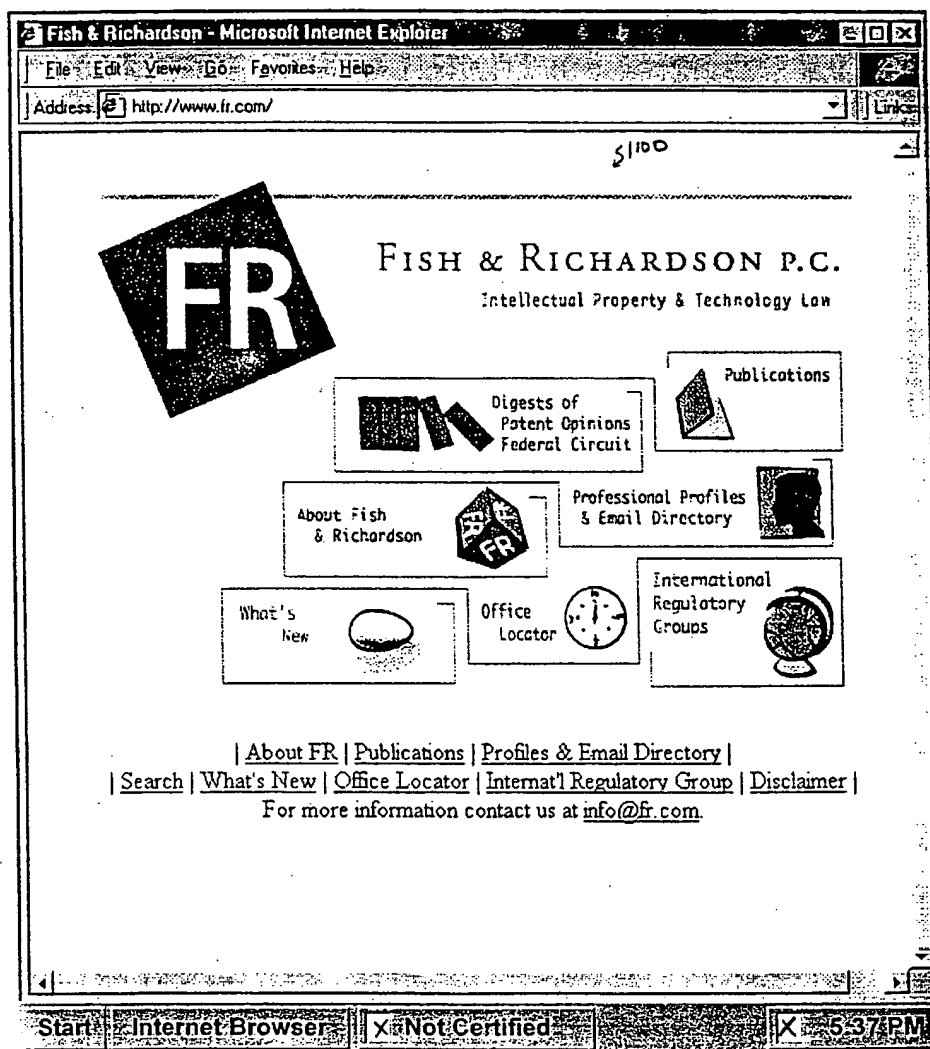 Fish & Richardson - Microsoft Internet Explorer
File Edit View Go Favorites Help
Address http://www.fr.com/ Links
S1100
FR
FISH & RICHARDSON P.C.
Intellectual Property & Technology Law
Publications
Digests of
Patent Opinions
Federal Circuit
Professional Profiles
& Email Directory
About Fish
& Richardson
FR
International
Regulatory
Groups
Office
Locator
What's
New
| About FR | Publications | Profiles & Email Directory |
| Search | What's New | Office Locator | Internat'l Regulatory Group | Disclaimer |
For more information contact us at info@fr.com.
Start Internet Browser X Not Certified X 5:37 PM